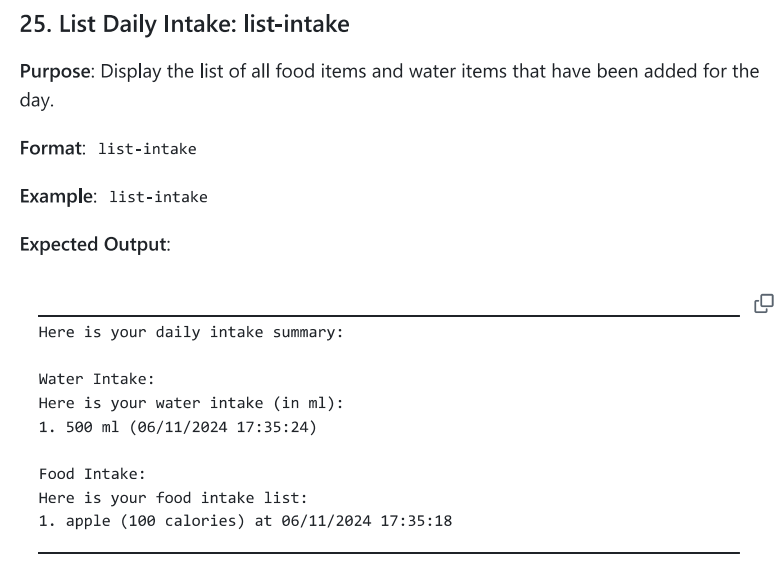 25. List Daily Intake: list-intake
Purpose: Display the list of all food items and water items that have been added for the
day.
Format: list-intake
Example: list-intake
Expected Output:
Here is your daily intake summary:
Water Intake:
Here is your water intake (in ml):
1. 500 ml (06/11/2024 17:35:24)
Food Intake:
Here is your food intake list:
1. apple (100 calories) at 06/11/2024 17:35:18